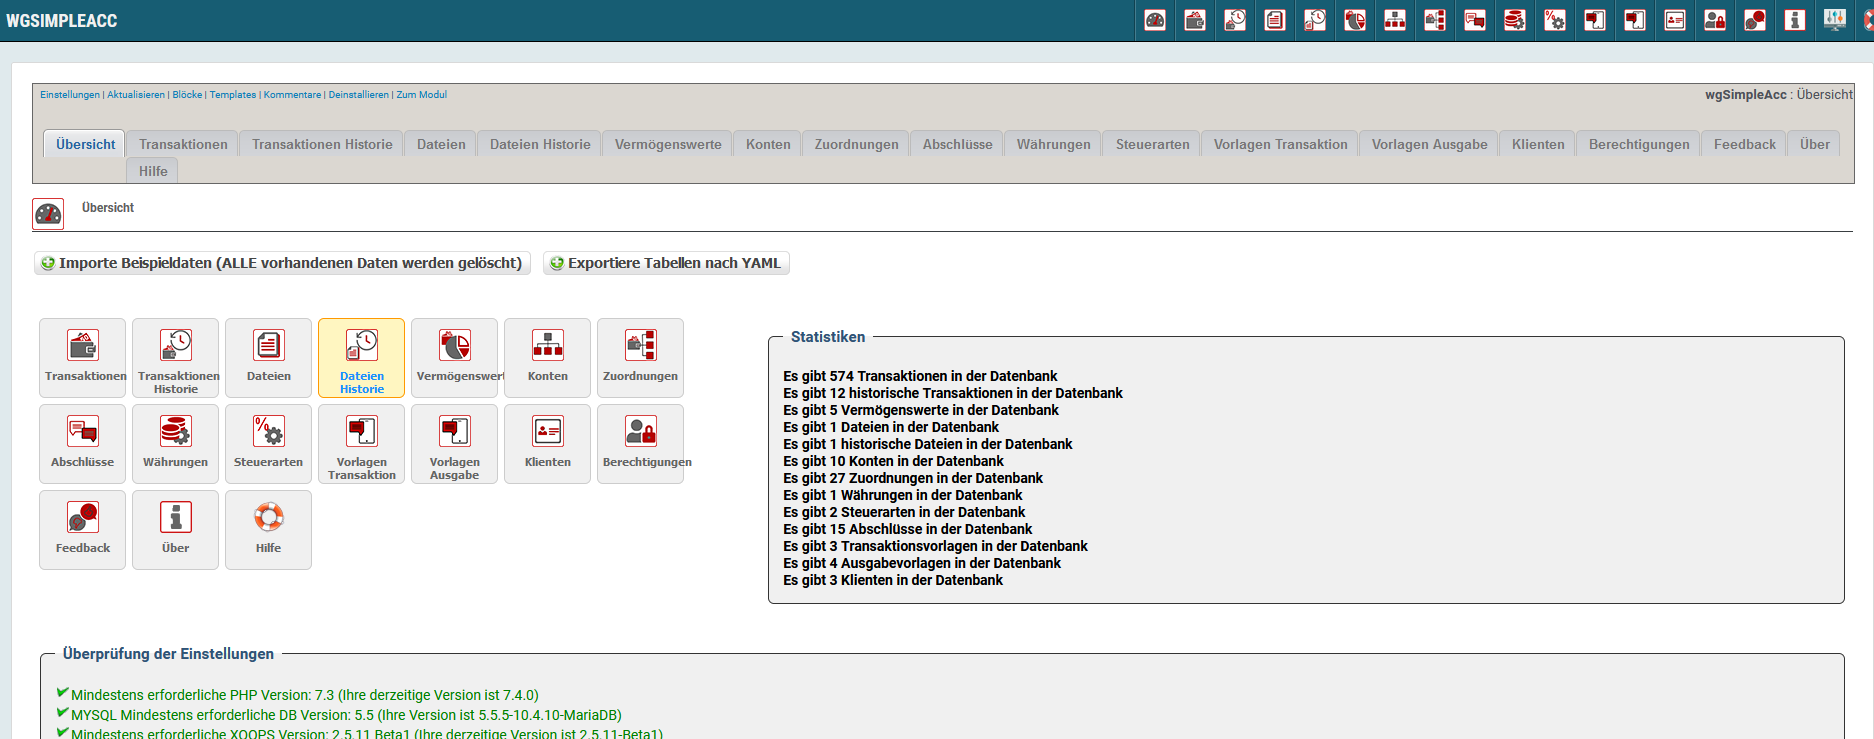 WGSIMPLEACC
Einstellungen | Aktualisieren | Blöcke | Templates | Kommentare | Deinstallieren | Zum Modul
wgSimpleAcc : Übersicht
Übersicht Transaktionen Transaktionen Historie Dateien Dateien Historie Vermögenswerte Konten Zuordnungen Abschlüsse Währungen Steuerarten Vorlagen Transaktion Vorlagen Ausgabe Klienten Berechtigungen Feedback Über
Hilfe
Übersicht
Importe Beispieldaten (ALLE vorhandenen Daten werden gelöscht) Exportiere Tabellen nach YAML
Transaktionen
Transaktionen
Historie
Dateien
Dateien
Historie
Vermögenswert
Konten
Zuordnungen
Abschlüsse
Währungen
Steuerarten
Vorlagen
Transaktion
Vorlagen
Ausgabe
Klienten
Berechtigungen
Feedback
Über
Hilfe
Statistiken
Es gibt 574 Transaktionen in der Datenbank
Es gibt 12 historische Transaktionen in der Datenbank
Es gibt 5 Vermögenswerte in der Datenbank
Es gibt 1 Dateien in der Datenbank
Es gibt 1 historische Dateien in der Datenbank
Es gibt 10 Konten in der Datenbank
Es gibt 27 Zuordnungen in der Datenbank
Es gibt 1 Währungen in der Datenbank
Es gibt 2 Steuerarten in der Datenbank
Es gibt 15 Abschlüsse in der Datenbank
Es gibt 3 Transaktionsvorlagen in der Datenbank
Es gibt 4 Ausgabevorlagen in der Datenbank
Es gibt 3 Klienten in der Datenbank
Überprüfung der Einstellungen
Mindestens erforderliche PHP Version: 7.3 (Ihre derzeitige Version ist 7.4.0)
MYSQL Mindestens erforderliche DB Version: 5.5 (Ihre Version ist 5.5.5-10.4.10-MariaDB)
Mindestens erforderliche XOOPS Version: 2.5.11 Beta1 (Ihre derzeitige Version ist 2.5.11-Beta1)